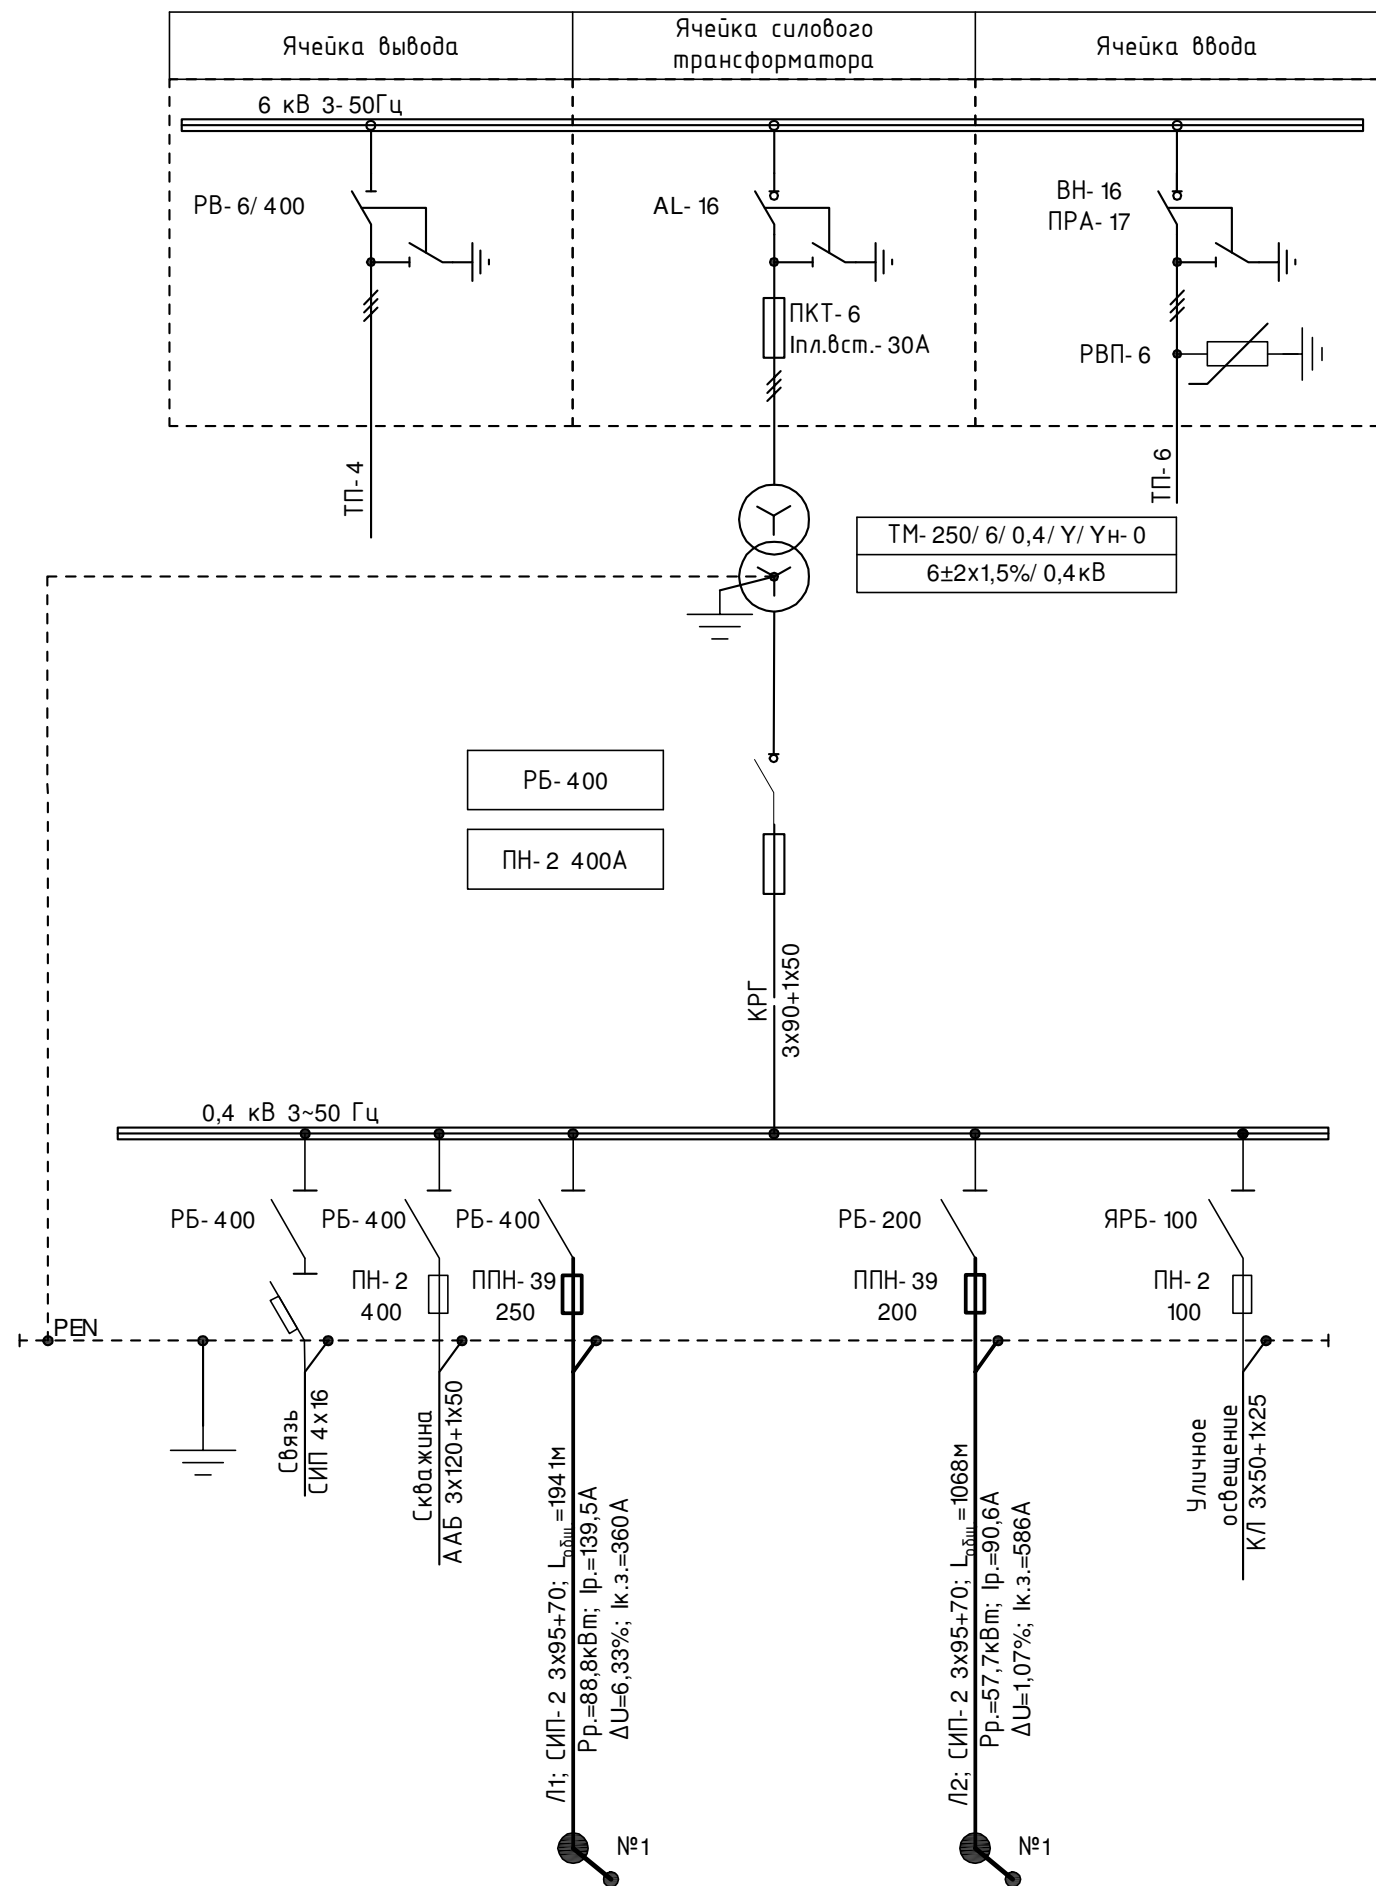 Ячейка вывода
Ячейка силового
трансформатора
Ячейка ввода
6 кВ 3-50Гц
РВ-6/400
AL-16
ВН-16
ПРА-17
ПКТ-6
Iпл.вст.-30А
РВП-6
ТП-4
ТП-6
ТМ-250/6/0,4/Y/Yн-0
6±2х1,5%/0,4кВ
РБ-400
ПН-2 400А
КРГ
3х90+1х50
0,4 кВ 3~50 Гц
РБ-400
РБ-400
РБ-400
РБ-200
ЯРБ-100
ПН-2
400
ППН-39
250
ППН-39
200
ПН-2
100
PEN
Связь
СИП 4х16
Скважина
ААБ 3х120+1х50
Л1; СИП-2 3х95+70; Lобщ=1941м
Рр.=88,8кВт; Iр.=139,5А
ΔU=6,33%; Iк.з.=360А
Л2; СИП-2 3х95+70; Lобщ=1068м
Рр.=57,7кВт; Iр.=90,6А
ΔU=1,07%; Iк.з.=586А
Уличное
освещение
КЛ 3х50+1х25
№1
№1